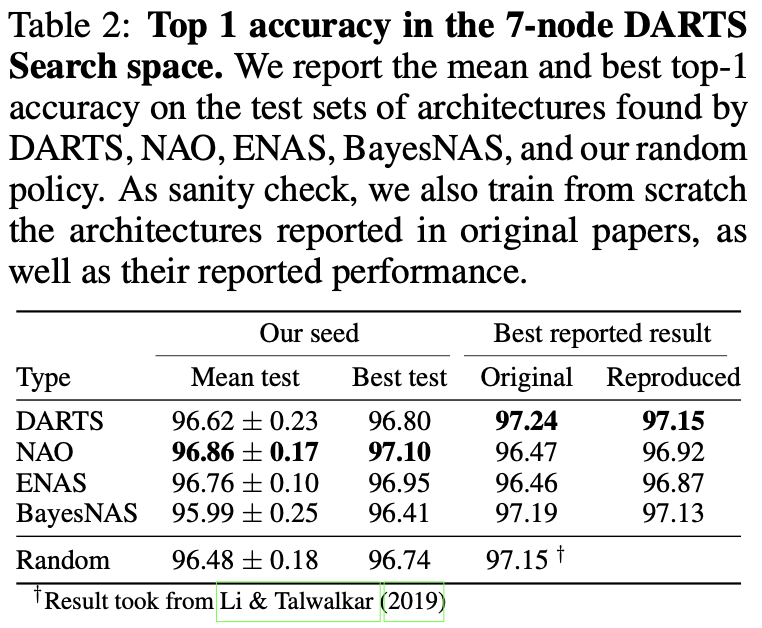 Table 2: Top 1 accuracy in the 7-node DARTS
Search space. We report the mean and best top-1
accuracy on the test sets of architectures found by
DARTS, NAO, ENAS, BayesNAS, and our random
policy. As sanity check, we also train from scratch
the architectures reported in original papers, as
well as their reported performance.
Our seed Best reported result
Type Mean test Best test Original Reproduced
DARTS 96.62 ± 0.23 96.80 97.24 97.15
NAO 96.86 ± 0.17 97.10 96.47 96.92
ENAS 96.76 ± 0.10 96.95 96.46 96.87
BayesNAS 95.99 ± 0.25 96.41 97.19 97.13
Random 96.48 ± 0.18 96.74 97.15 †
†Result took from Li & Talwalkar (2019)